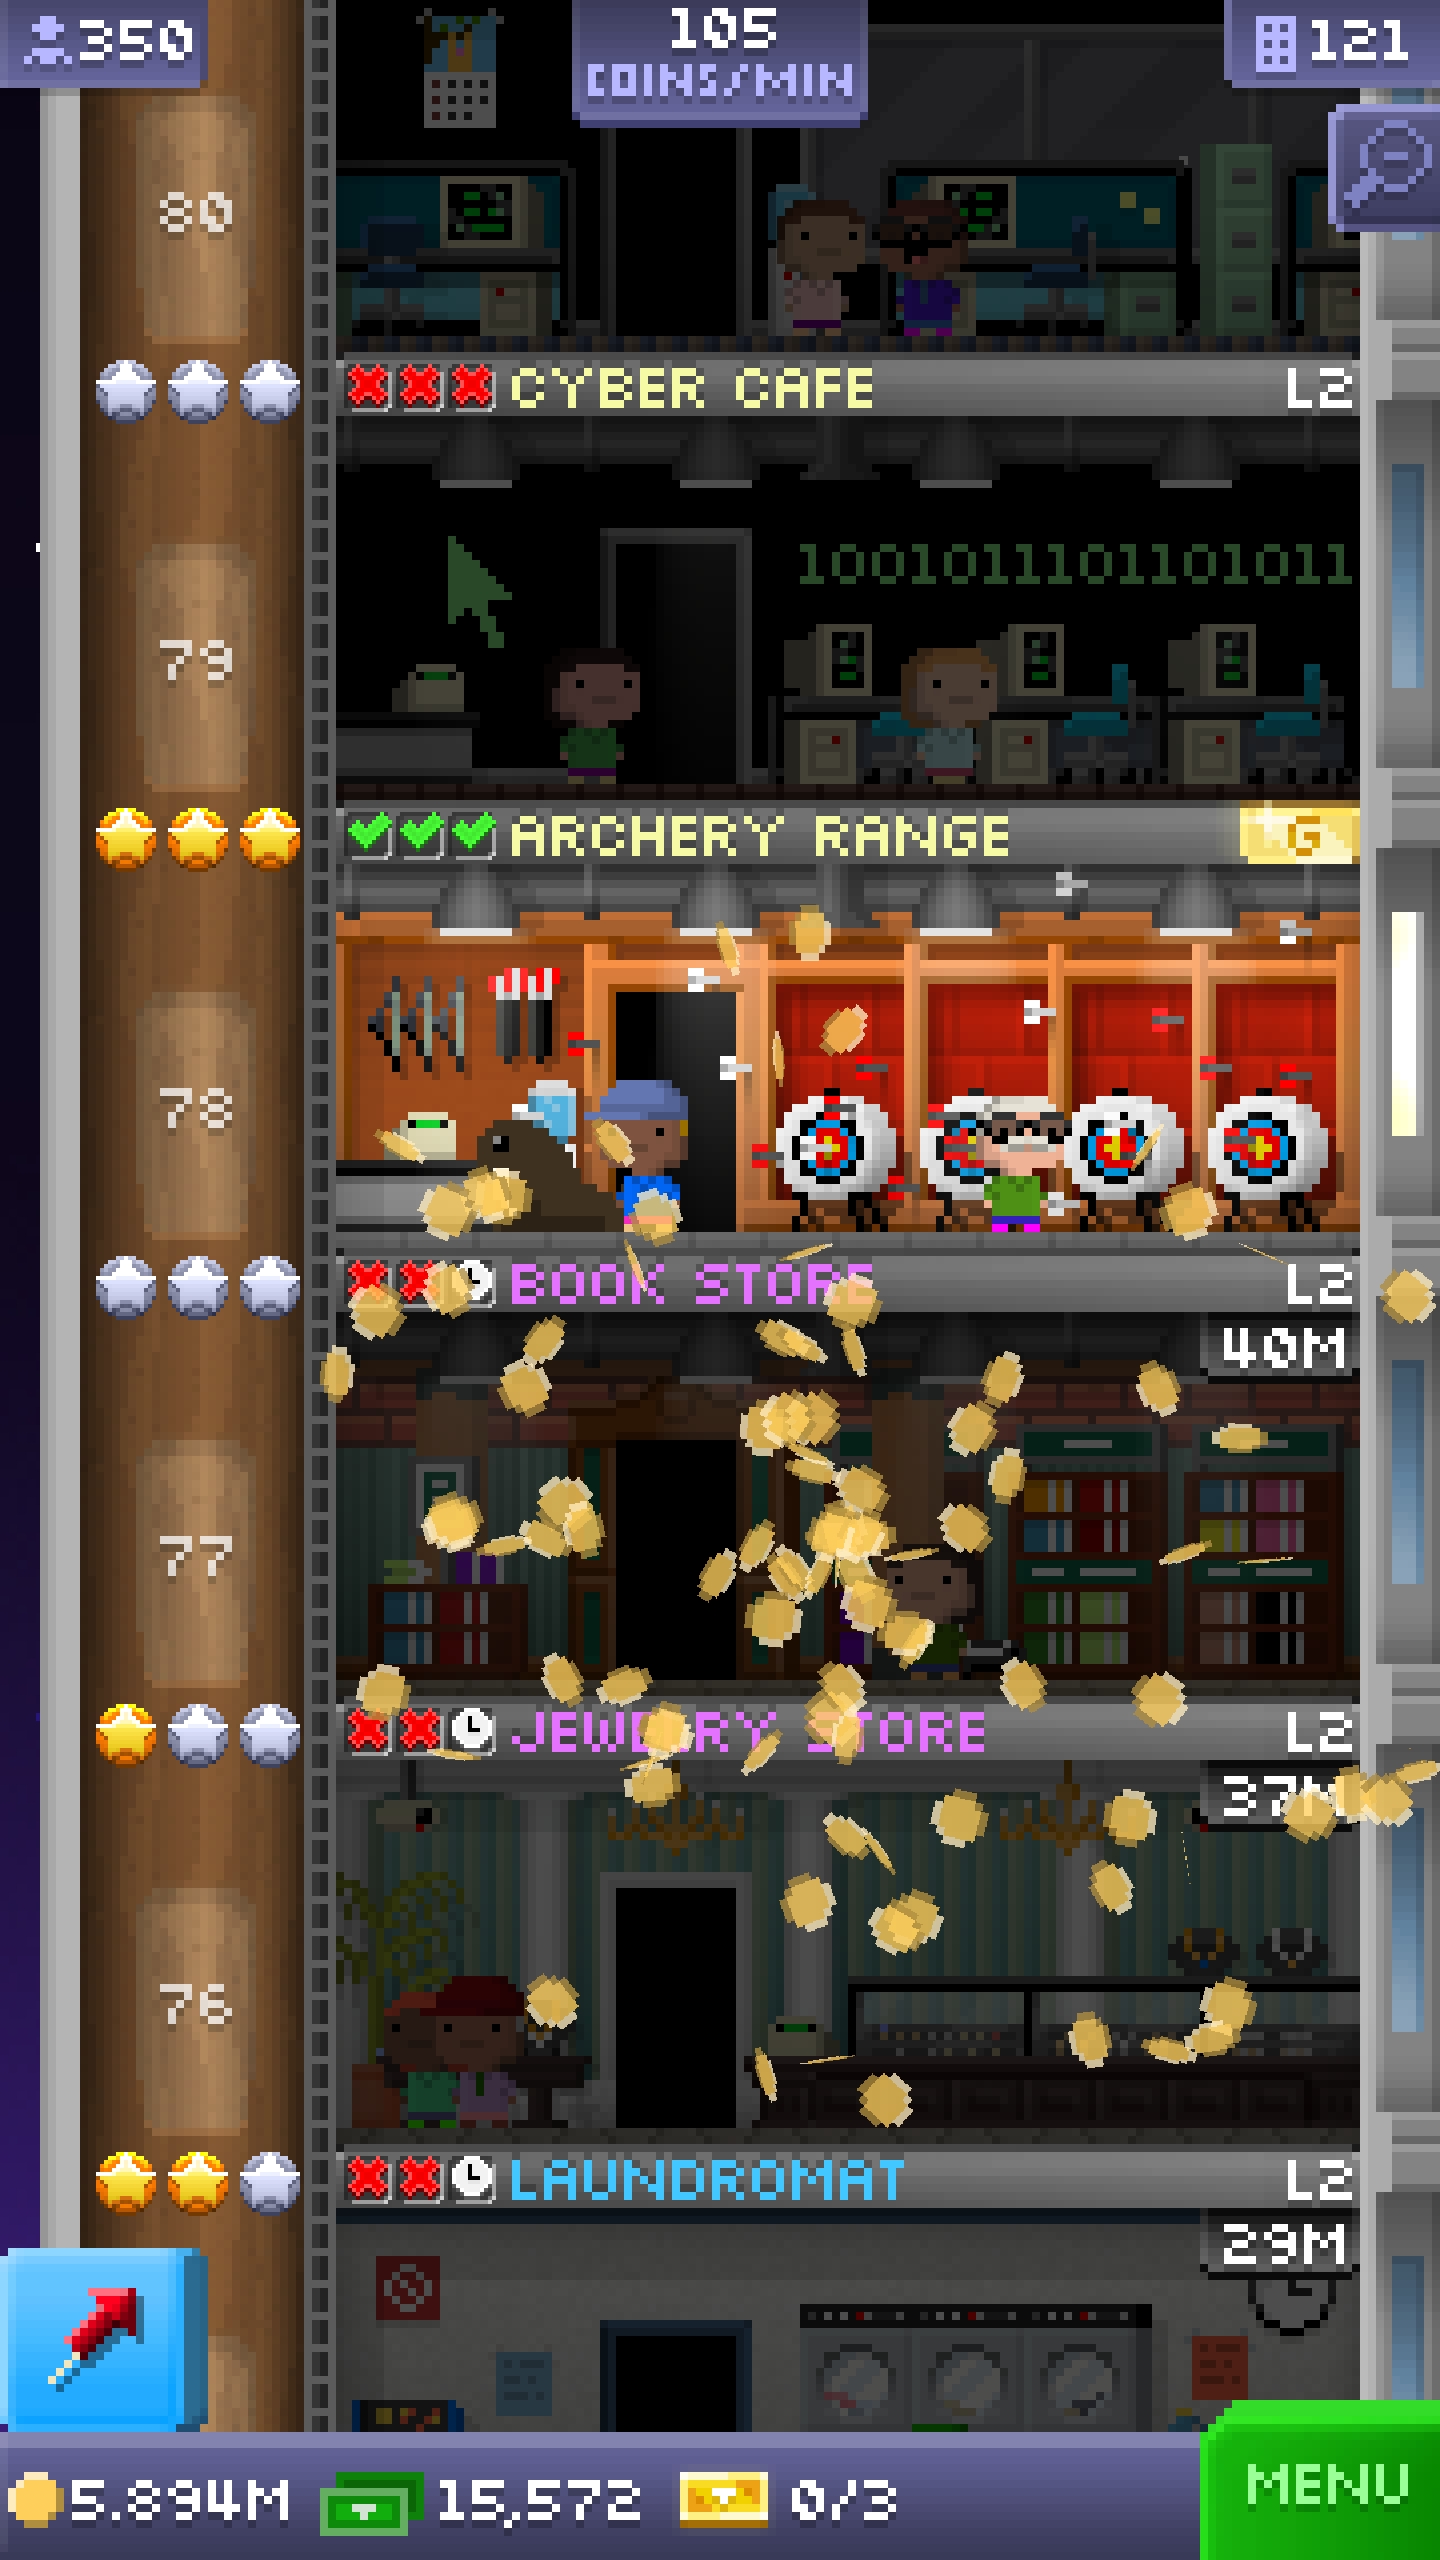 350
105
COINS/MIN
121
80
CYBER CAFE L2
1001011101101011
79
ARCHERY RANGE G
78
BOOK STORE L2
40M
77
JEWELRY STORE L2
37M
76
LAUNDROMAT L2
29M
5.894M 15,572 0/3
MENU